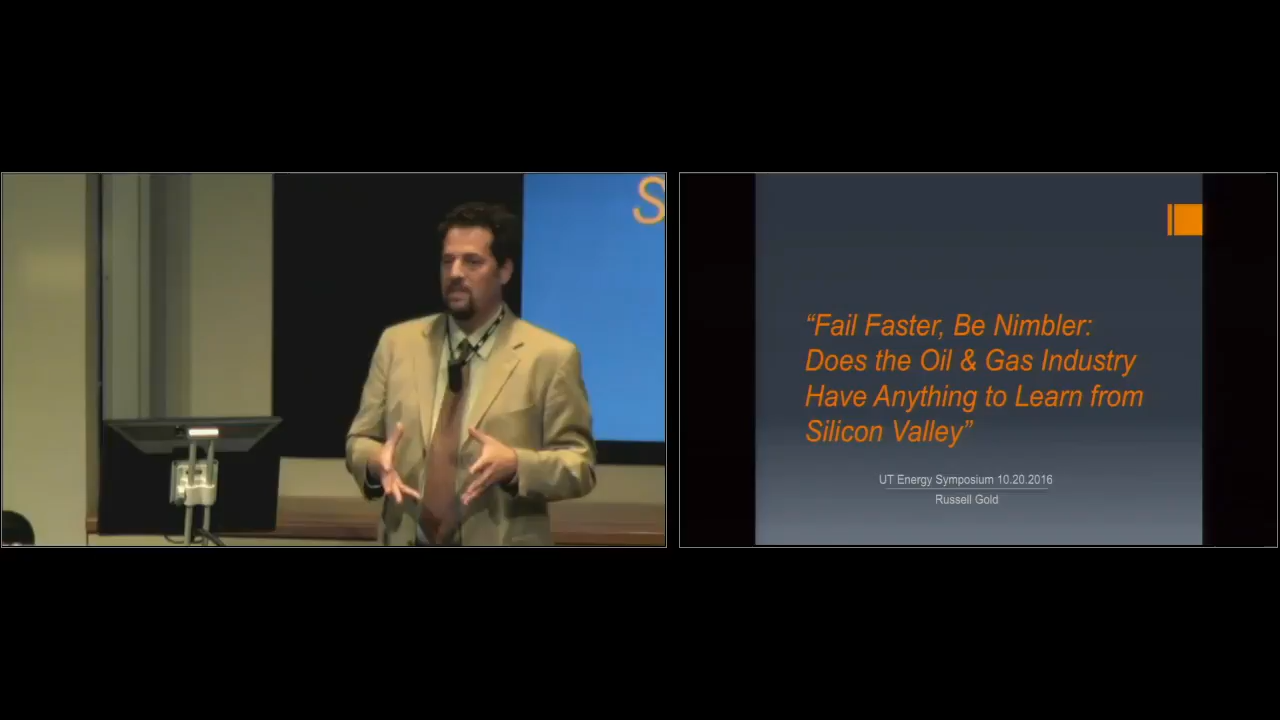 S
“Fail Faster, Be Nimbler:
Does the Oil & Gas Industry
Have Anything to Learn from
Silicon Valley”
UT Energy Symposium 10.20.2016
Russell Gold